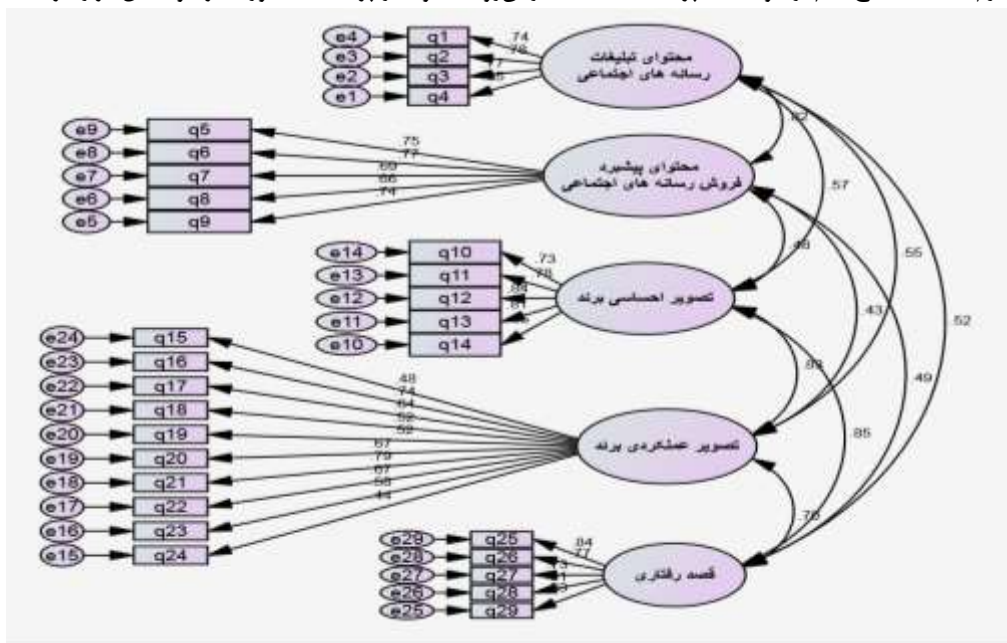 e4 q1 .74
e3 q2 .78
e2 q3
e1 q4
محتوای تبلیغات
رسانه های اجتماعی
e9 q5 .75
e8 q6 .77
e7 q7 .69
e6 q8 .66
e5 q9 .74
محتوای پیشبرد
فروش رسانه های اجتماعی
e14 q10 .73
e13 q11 .78
e12 q12 .84
e11 q13 .81
e10 q14
تصویر احساسی برند
e24 q15 .48
e23 q16 .74
e22 q17 .64
e21 q18 .52
e20 q19 .52
e19 q20 .67
e18 q21 .79
e17 q22 .67
e16 q23 .58
e15 q24 .44
تصویر عملکردی برند
e29 q25 .84
e28 q26 .77
e27 q27
e26 q28
e25 q29
قصد رفتاری
.57
.48
.55
.43
.52
.49
.85